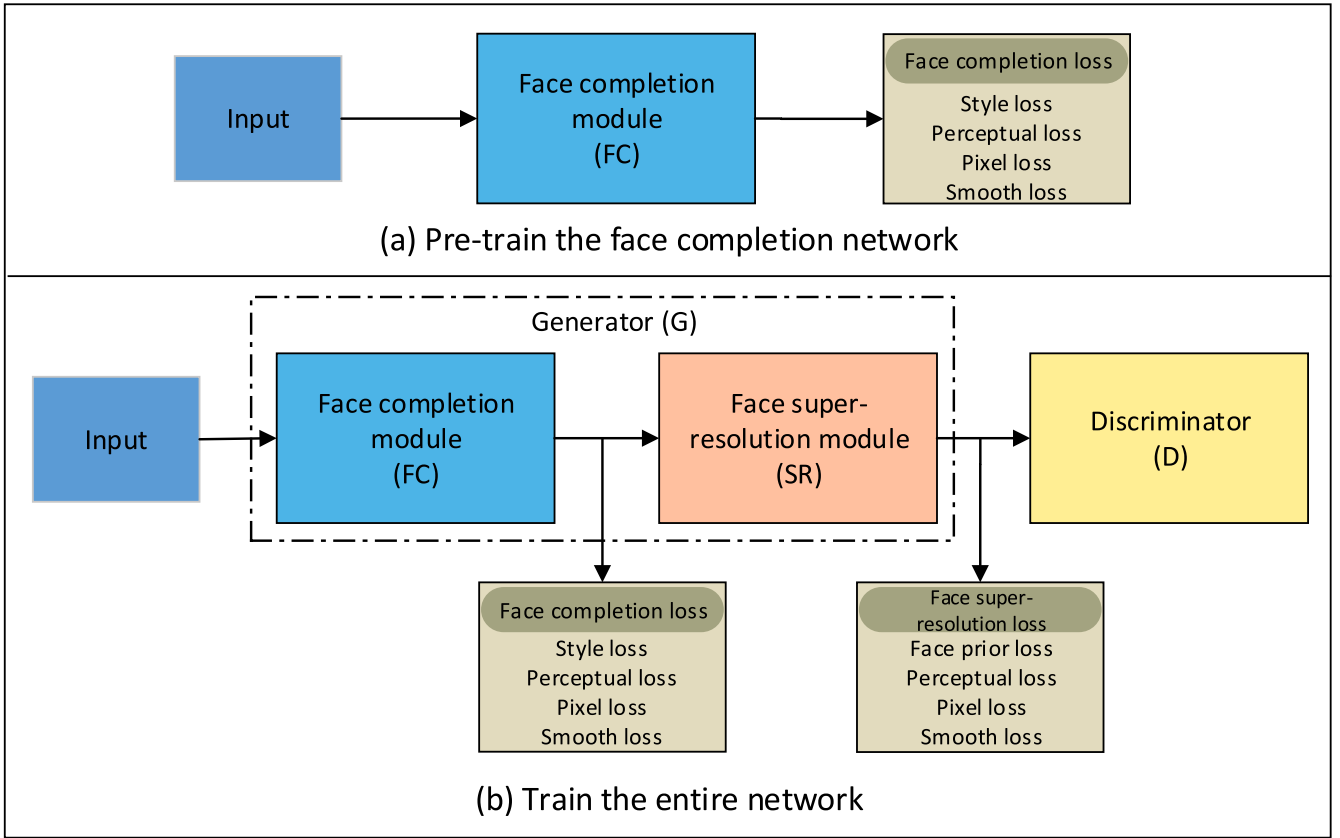 Input
Face completion
module
(FC)
Face completion loss
Style loss
Perceptual loss
Pixel loss
Smooth loss
(a) Pre-train the face completion network
Generator (G)
Input
Face completion
module
(FC)
Face super-
resolution module
(SR)
Discriminator
(D)
Face completion loss
Style loss
Perceptual loss
Pixel loss
Smooth loss
Face super-
resolution loss
Face prior loss
Perceptual loss
Pixel loss
Smooth loss
(b) Train the entire network